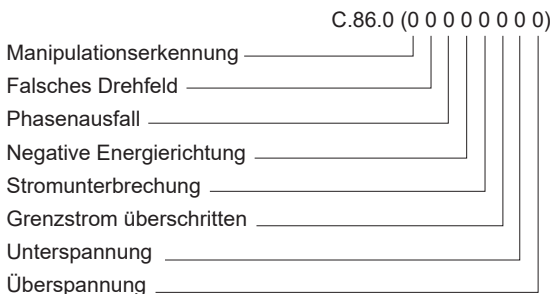 C.86.0 (0 0 0 0 0 0 0 0)
Manipulationserkennung
Falsches Drehfeld
Phasenausfall
Negative Energierichtung
Stromunterbrechung
Grenzstrom überschritten
Unterspannung
Überspannung